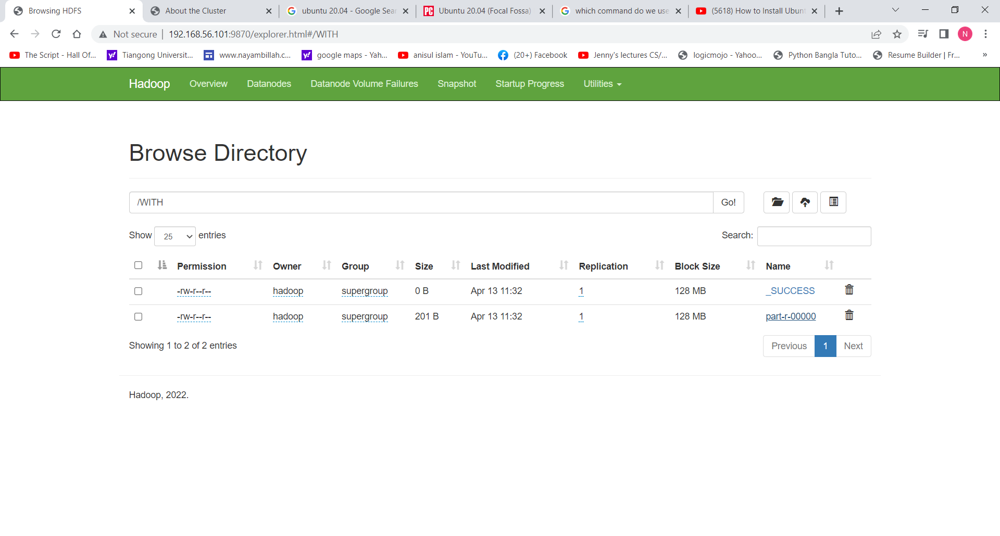 Browsing HDFS
About the Cluster
ubuntu 20.04 - Google Sear
Ubuntu 20.04 (Focal Fossa)
which command do we use
(5618) How to Install Ubunt
Not secure 192.168.56.101:9870/explorer.html#/WITH
N
The Script - Hall Of...
Tiangong Universit...
www.nayambillah.c...
google maps - Yah...
anisul islam - YouTu...
(20+) Facebook
Jenny's lectures CS/...
logicmojo - Yahoo...
Python Bangla Tuto...
Resume Builder | Fr...
»
Hadoop Overview Datanodes Datanode Volume Failures Snapshot Startup Progress Utilities
Browse Directory
/WITH Go!
Show 25 entries Search:
Permission Owner Group Size Last Modified Replication Block Size Name
-rw-r--r-- hadoop supergroup 0 B Apr 13 11:32 1 128 MB _SUCCESS
-rw-r--r-- hadoop supergroup 201 B Apr 13 11:32 1 128 MB part-r-00000
Showing 1 to 2 of 2 entries Previous 1 Next
Hadoop, 2022.